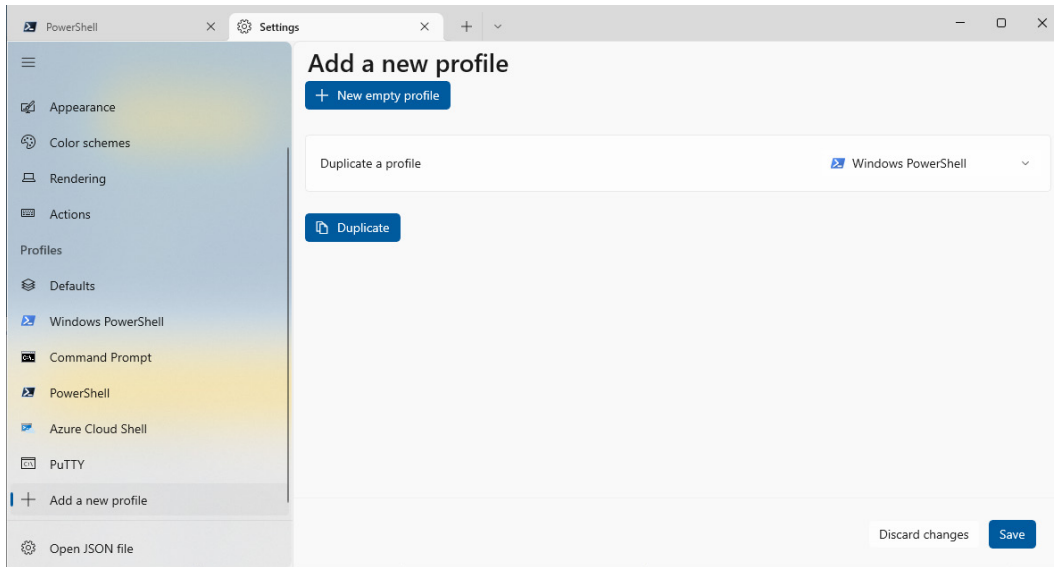 PowerShell
Settings
Add a new profile
New empty profile
Appearance
Color schemes
Duplicate a profile
Windows PowerShell
Rendering
Actions
Duplicate
Profiles
Defaults
Windows PowerShell
Command Prompt
PowerShell
Azure Cloud Shell
PuTTY
Add a new profile
Open JSON file
Discard changes
Save